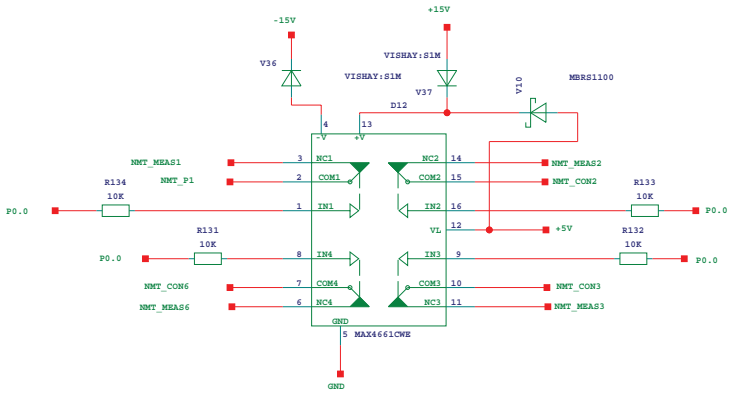 +15V
-15V
VISHAY:S1M
V36
VISHAY:S1M
MBRS1100
V10
V37
D12
4
13
-V
+V
NMT_MEAS1
3
NC1
NC2
14
NMT_MEAS2
NMT_P1
2
COM1
COM2
15
NMT_CON2
R134
R133
10K
10K
P0.0
1
IN1
IN2
16
P0.0
R131
VL
12
+5V
R132
10K
10K
P0.0
8
IN4
IN3
9
P0.0
NMT_CON6
7
COM4
COM3
10
NMT_CON3
NMT_MEAS6
6
NC4
NC3
11
NMT_MEAS3
GND
5
MAX4661CWE
GND